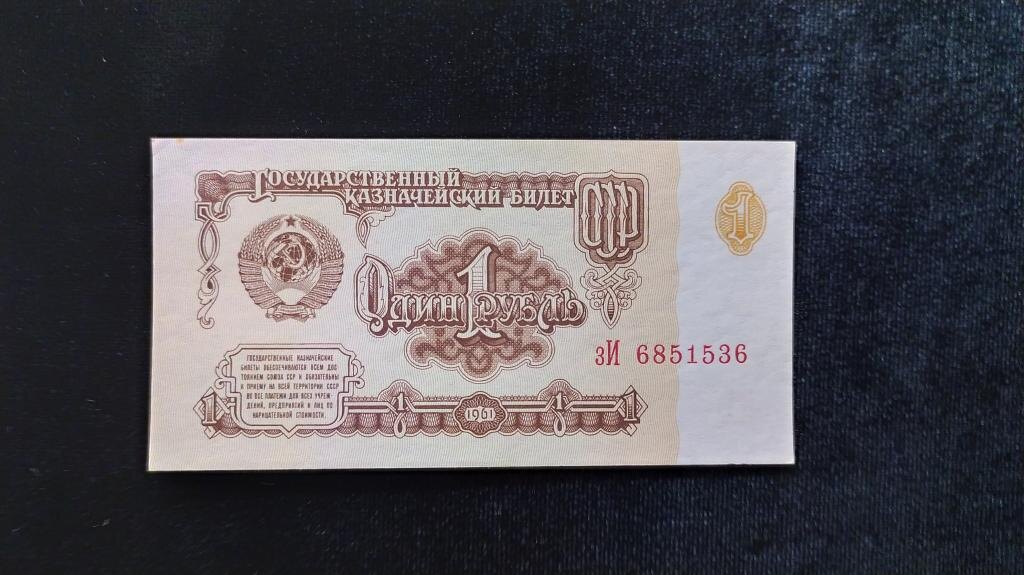 ГОСУДАРСТВЕННЫЙ
КАЗНАЧЕЙСКИЙ БИЛЕТ
1
ОДИН 1 РУБЛЬ
зИ 6851536
ГОСУДАРСТВЕННЫЕ КАЗНАЧЕЙСКИЕ
БИЛЕТЫ ОБЕСПЕЧИВАЮТСЯ ВСЕМ ДОС-
ТОЯНИЕМ СОЮЗА ССР И ОБЯЗАТЕЛЬНЫ
К ПРИЕМУ НА ВСЕЙ ТЕРРИТОРИИ СССР
ВО ВСЕ ПЛАТЕЖИ ДЛЯ ВСЕХ УЧРЕЖ-
ДЕНИЙ, ПРЕДПРИЯТИЙ И ЛИЦ ПО
НАРИЦАТЕЛЬНОЙ СТОИМОСТИ.
1 1 1961 1 1